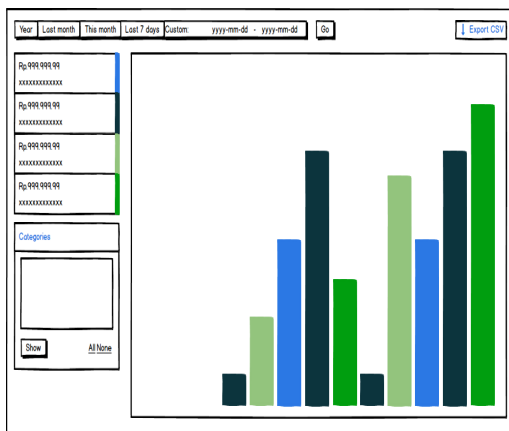 Year Last month This month Last 7 days Custom: yyyy-mm-dd - yyyy-mm-dd Go ↓ Export CSV
Rp.999.999,99
xxxxxxxxxxxxx
Rp.999.999,99
xxxxxxxxxxxxx
Rp.999.999,99
xxxxxxxxxxxxx
Rp.999.999,99
xxxxxxxxxxxxx
Categories
Show All None